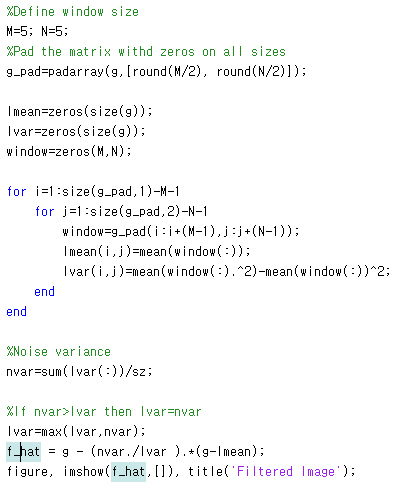 %Define window size
M=5; N=5;
%Pad the matrix withd zeros on all sizes
g_pad=padarray(g,[round(M/2), round(N/2)]);
lmean=zeros(size(g));
lvar=zeros(size(g));
window=zeros(M,N);
for i=1:size(g_pad,1)-M-1
for j=1:size(g_pad,2)-N-1
window=g_pad(i:i+(M-1),j:j+(N-1));
lmean(i,j)=mean(window(:));
lvar(i,j)=mean(window(:).^2)-mean(window(:))^2;
end
end
%Noise variance
nvar=sum(lvar(:))/sz;
%If nvar>lvar then lvar=nvar
lvar=max(lvar,nvar);
f_hat = g - (nvar./lvar ).*(g-lmean);
figure, imshow(f_hat,[]), title('Filtered Image');